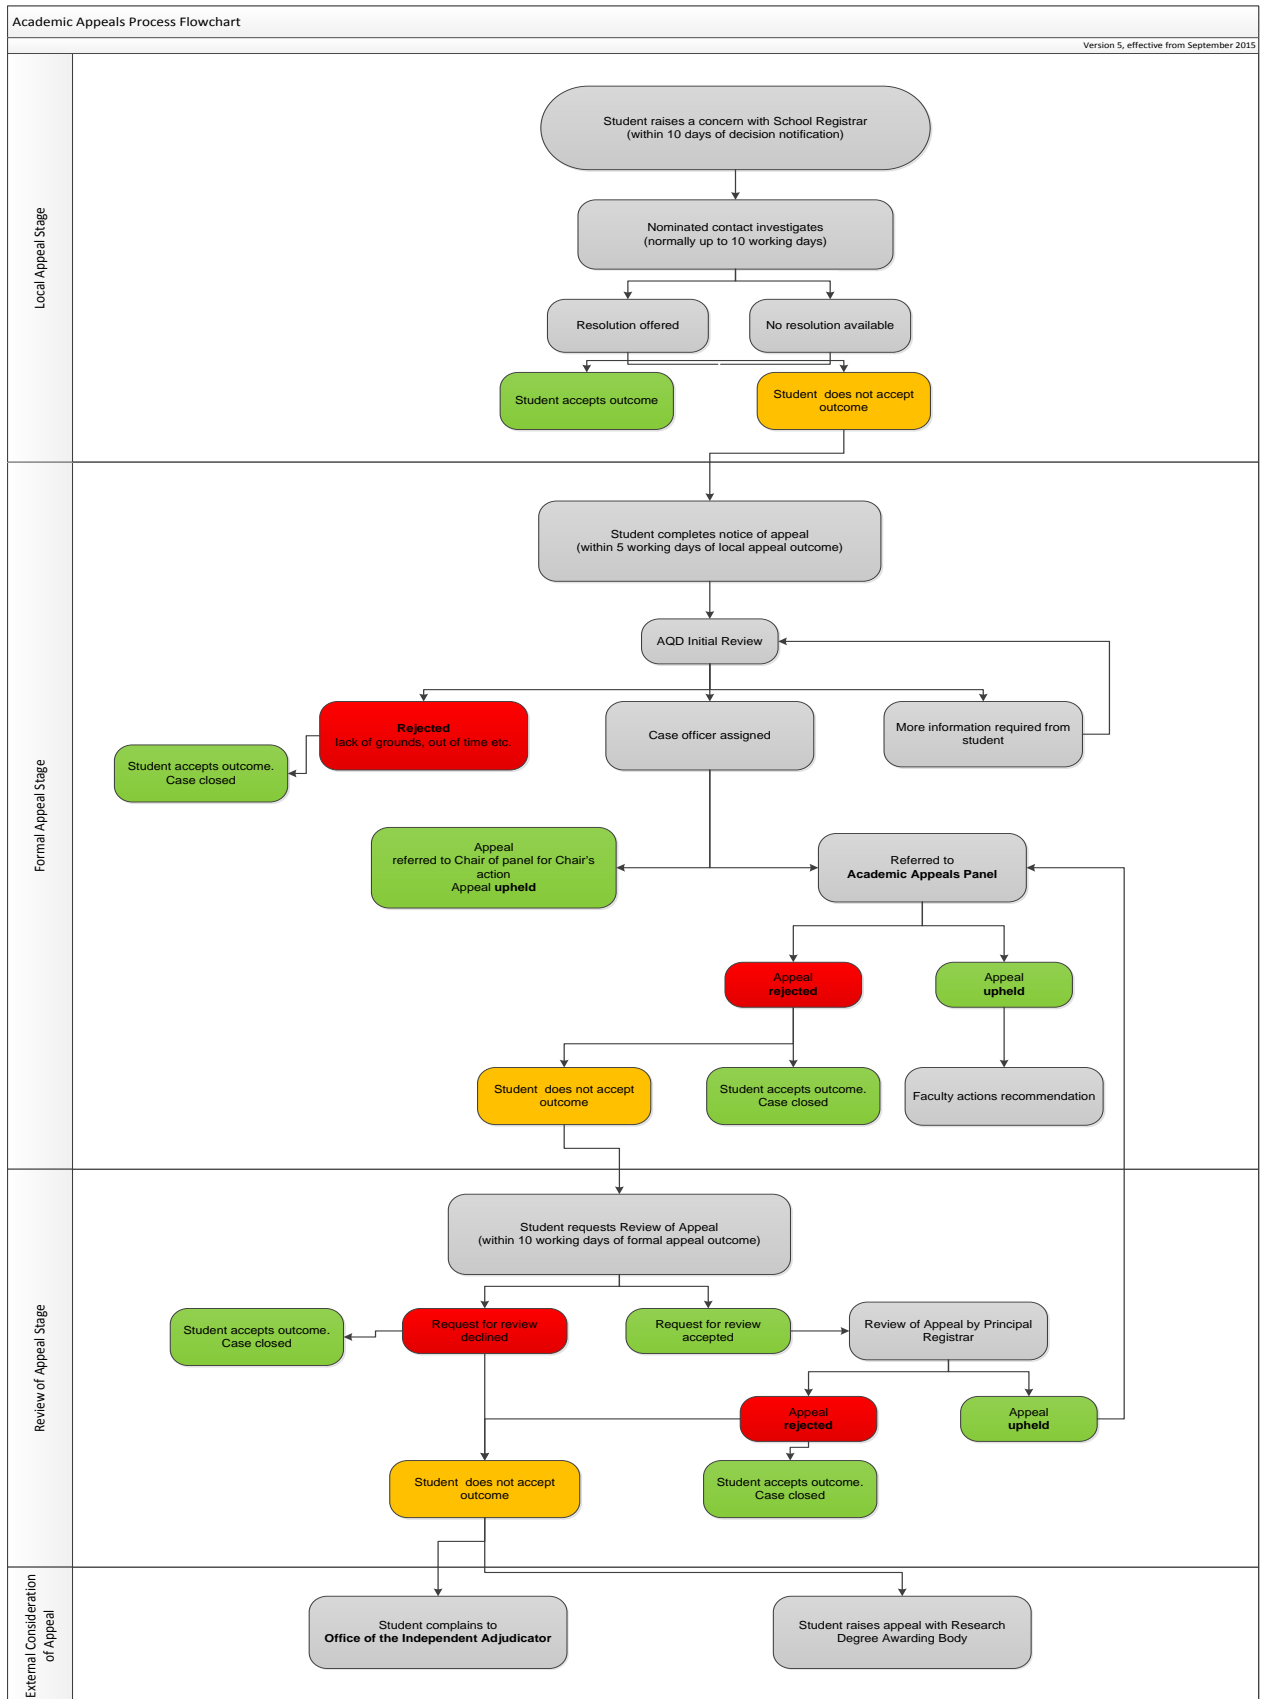 Academic Appeals Process Flowchart
Version 5, effective from September 2015
Local Appeal Stage
Student raises a concern with School Registrar
(within 10 days of decision notification)
Nominated contact investigates
(normally up to 10 working days)
Resolution offered
No resolution available
Student accepts outcome
Student does not accept
outcome
Formal Appeal Stage
Student completes notice of appeal
(within 5 working days of local appeal outcome)
AQD Initial Review
Rejected
lack of grounds, out of time etc.
Case officer assigned
More information required from
student
Student accepts outcome.
Case closed
Appeal
referred to Chair of panel for Chair's
action
Appeal upheld
Referred to
Academic Appeals Panel
Appeal
rejected
Appeal
upheld
Student does not accept
outcome
Student accepts outcome.
Case closed
Faculty actions recommendation
Review of Appeal Stage
Student requests Review of Appeal
(within 10 working days of formal appeal outcome)
Student accepts outcome.
Case closed
Request for review
declined
Request for review
accepted
Review of Appeal by Principal
Registrar
Appeal
rejected
Appeal
upheld
Student does not accept
outcome
Student accepts outcome.
Case closed
External Consideration
of Appeal
Student complains to
Office of the Independent Adjudicator
Student raises appeal with Research
Degree Awarding Body